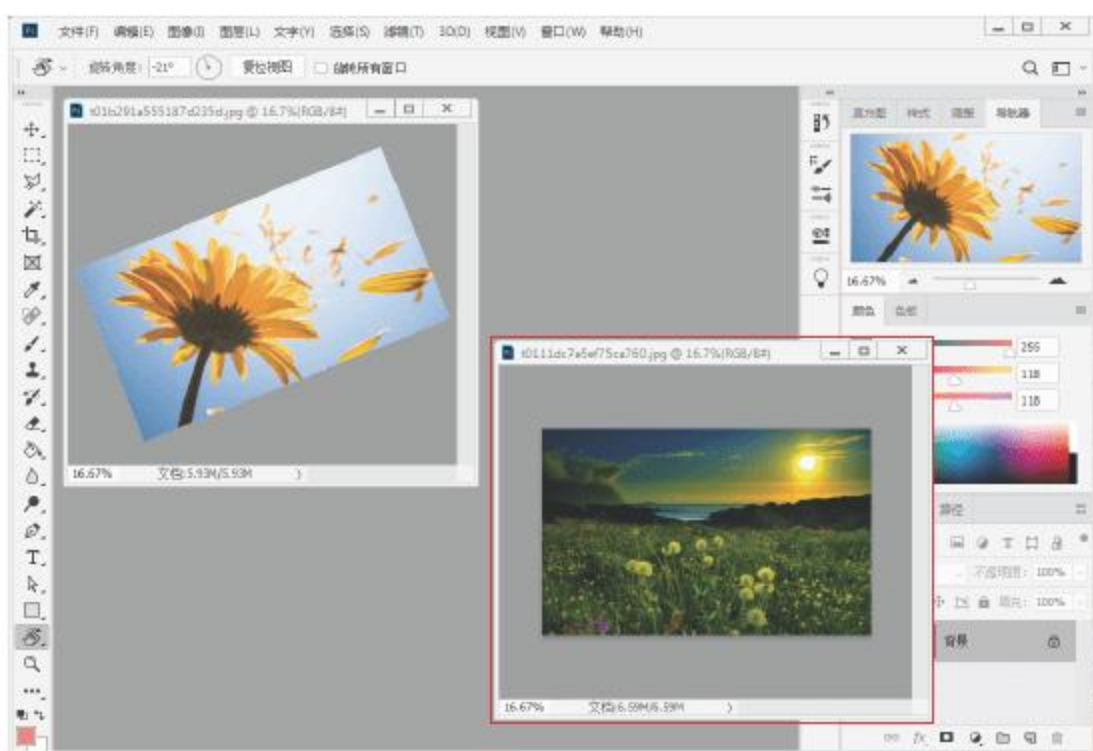 文件(F) 编辑(E) 图像(I) 图层(L) 文字(Y) 选择(S) 滤镜(T) 3D(D) 视图(V) 窗口(W) 帮助(H)
旋转角度: -21° 复位视图 旋转所有窗口
t01b291a555187d235d.jpg @ 16.7%(RGB/8#)
直方图 样式 调整 导航器
16.67%
颜色 色板
t0111dc7a5ef75ca760.jpg @ 16.7%(RGB/8#)
255
118
118
16.67% 文档:5.93M/5.93M
路径
不透明度: 100%
填充: 100%
背景
16.67% 文档:6.59M/6.59M